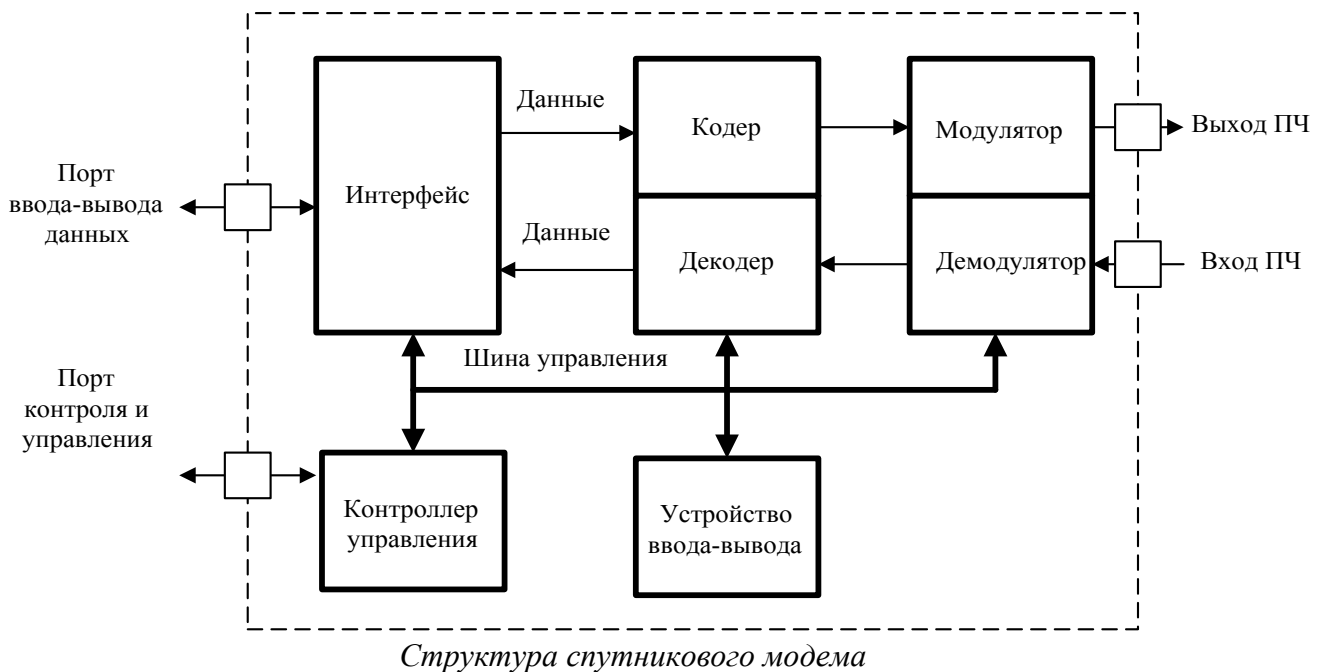 Данные
Кодер
Модулятор
Выход ПЧ
Порт
ввода-вывода
данных
Интерфейс
Данные
Декодер
Демодулятор
Вход ПЧ
Шина управления
Порт
контроля и
управления
Контроллер
управления
Устройство
ввода-вывода
Структура спутникового модема